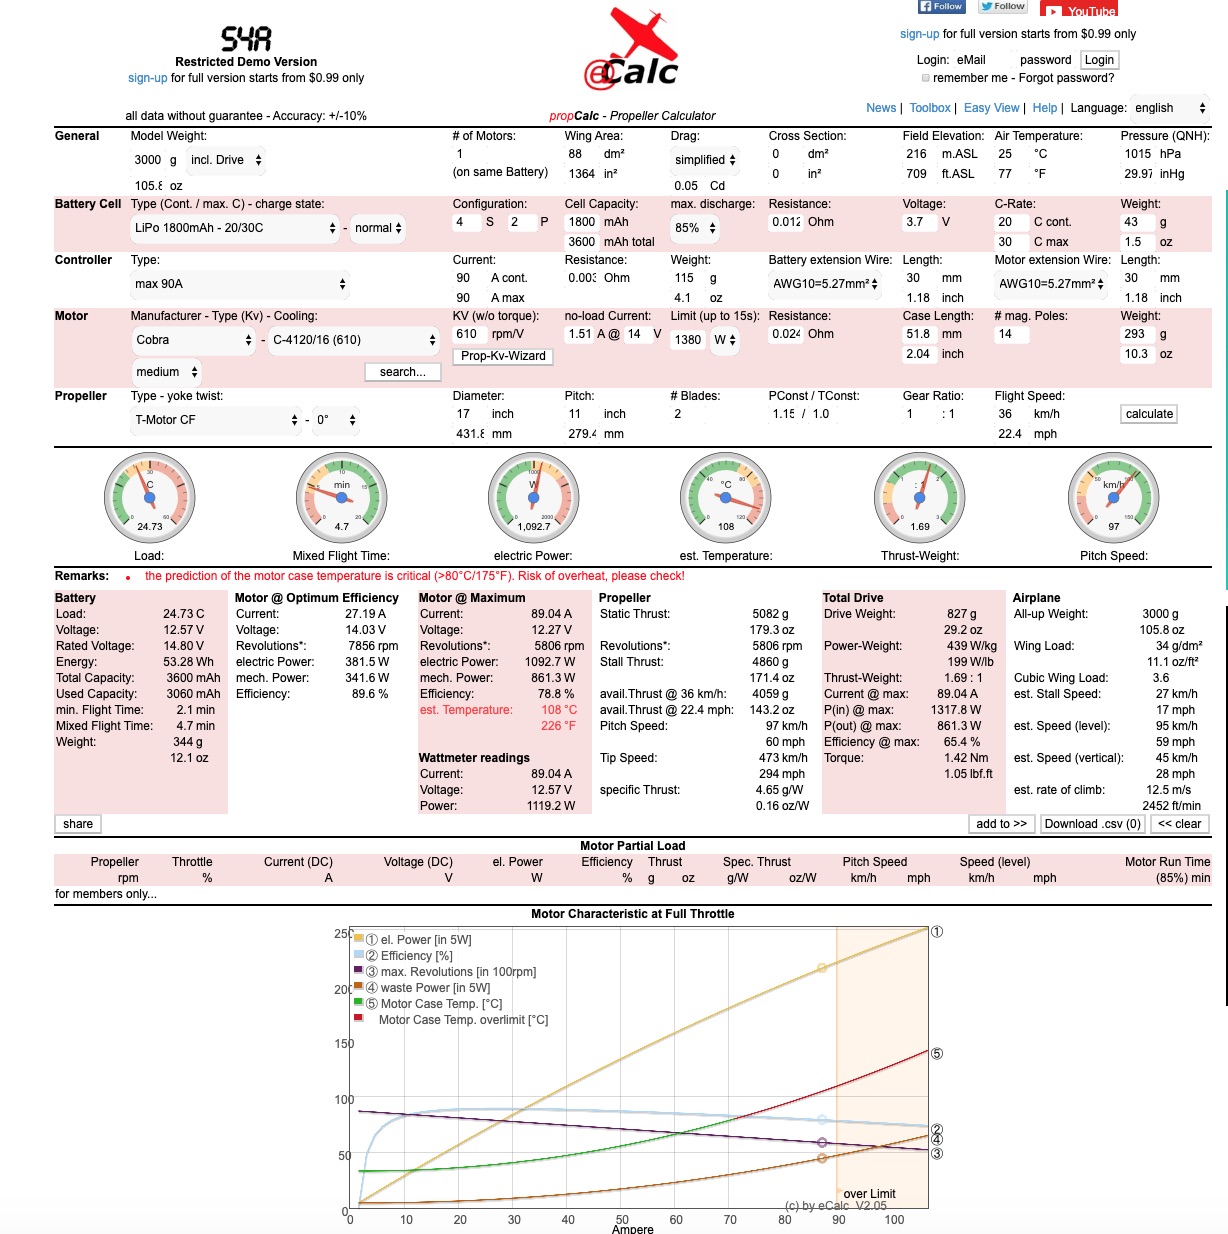 Follow Follow YouTube
S4A
Restricted Demo Version
sign-up for full version starts from $0.99 only
eCalc
sign-up for full version starts from $0.99 only
Login: eMail password Login
remember me - Forgot password?
News | Toolbox | Easy View | Help | Language: english
all data without guarantee - Accuracy: +/-10%
propCalc - Propeller Calculator
General Model Weight: # of Motors: Wing Area: Drag: Cross Section: Field Elevation: Air Temperature: Pressure (QNH):
3000 g incl. Drive 1 88 dm² simplified 0 dm² 216 m.ASL 25 °C 1015 hPa
(on same Battery) 1364 in² 0 in² 709 ft.ASL 77 °F 29.97 inHg
105.8 oz 0.05 Cd
Battery Cell Type (Cont. / max. C) - charge state: Configuration: Cell Capacity: max. discharge: Resistance: Voltage: C-Rate: Weight:
LiPo 1800mAh - 20/30C - normal 4 S 2 P 1800 mAh 85% 0.012 Ohm 3.7 V 20 C cont. 43 g
3600 mAh total 30 C max 1.5 oz
Controller Type: Current: Resistance: Weight: Battery extension Wire: Length: Motor extension Wire: Length:
max 90A 90 A cont. 0.003 Ohm 115 g AWG10=5.27mm² 30 mm AWG10=5.27mm² 30 mm
90 A max 4.1 oz 1.18 inch 1.18 inch
Motor Manufacturer - Type (Kv) - Cooling: KV (w/o torque): no-load Current: Limit (up to 15s): Resistance: Case Length: # mag. Poles: Weight:
Cobra - C-4120/16 (610) 610 rpm/V 1.51 A @ 14 V 1380 W 0.024 Ohm 51.8 mm 14 293 g
medium search... Prop-Kv-Wizard 2.04 inch 10.3 oz
Propeller Type - yoke twist: Diameter: Pitch: # Blades: PConst / TConst: Gear Ratio: Flight Speed:
T-Motor CF - 0° 17 inch 11 inch 2 1.15 / 1.0 1 : 1 36 km/h calculate
431.8 mm 279.4 mm 22.4 mph
C min W °C : 1 km/h
24.73 4.7 1,092.7 108 1.69 97
Load: Mixed Flight Time: electric Power: est. Temperature: Thrust-Weight: Pitch Speed:
Remarks: • the prediction of the motor case temperature is critical (>80°C/175°F). Risk of overheat, please check!
Battery Motor @ Optimum Efficiency Motor @ Maximum Propeller Total Drive Airplane
Load: 24.73 C Current: 27.19 A Current: 89.04 A Static Thrust: 5082 g Drive Weight: 827 g All-up Weight: 3000 g
Voltage: 12.57 V Voltage: 14.03 V Voltage: 12.27 V 179.3 oz 29.2 oz 105.8 oz
Rated Voltage: 14.80 V Revolutions*: 7856 rpm Revolutions*: 5806 rpm Revolutions*: 5806 rpm Power-Weight: 439 W/kg Wing Load: 34 g/dm²
Energy: 53.28 Wh electric Power: 381.5 W electric Power: 1092.7 W Stall Thrust: 4860 g 199 W/lb 11.1 oz/ft²
Total Capacity: 3600 mAh mech. Power: 341.6 W mech. Power: 861.3 W 171.4 oz Thrust-Weight: 1.69 : 1 Cubic Wing Load: 3.6
Used Capacity: 3060 mAh Efficiency: 89.6 % Efficiency: 78.8 % avail.Thrust @ 36 km/h: 4059 g Current @ max: 89.04 A est. Stall Speed: 27 km/h
min. Flight Time: 2.1 min est. Temperature: 108 °C avail.Thrust @ 22.4 mph: 143.2 oz P(in) @ max: 1317.8 W 17 mph
Mixed Flight Time: 4.7 min 226 °F Pitch Speed: 97 km/h P(out) @ max: 861.3 W est. Speed (level): 95 km/h
Weight: 344 g 60 mph Efficiency @ max: 65.4 % 59 mph
12.1 oz Wattmeter readings Tip Speed: 473 km/h Torque: 1.42 Nm est. Speed (vertical): 45 km/h
Current: 89.04 A 294 mph 1.05 lbf.ft 28 mph
Voltage: 12.57 V specific Thrust: 4.65 g/W est. rate of climb: 12.5 m/s
Power: 1119.2 W 0.16 oz/W 2452 ft/min
share add to >> Download .csv (0) << clear
Motor Partial Load
Propeller Throttle Current (DC) Voltage (DC) el. Power Efficiency Thrust Spec. Thrust Pitch Speed Speed (level) Motor Run Time
rpm % A V W % g oz g/W oz/W km/h mph km/h mph (85%) min
for members only...
Motor Characteristic at Full Throttle
① el. Power [in 5W]
② Efficiency [%]
③ max. Revolutions [in 100rpm]
④ waste Power [in 5W]
⑤ Motor Case Temp. [°C]
Motor Case Temp. overlimit [°C]
250
200
150
100
50
0
①
⑤
②
④
③
over Limit
(c) by eCalc V2.05
0 10 20 30 40 50 60 70 80 90 100
Ampere